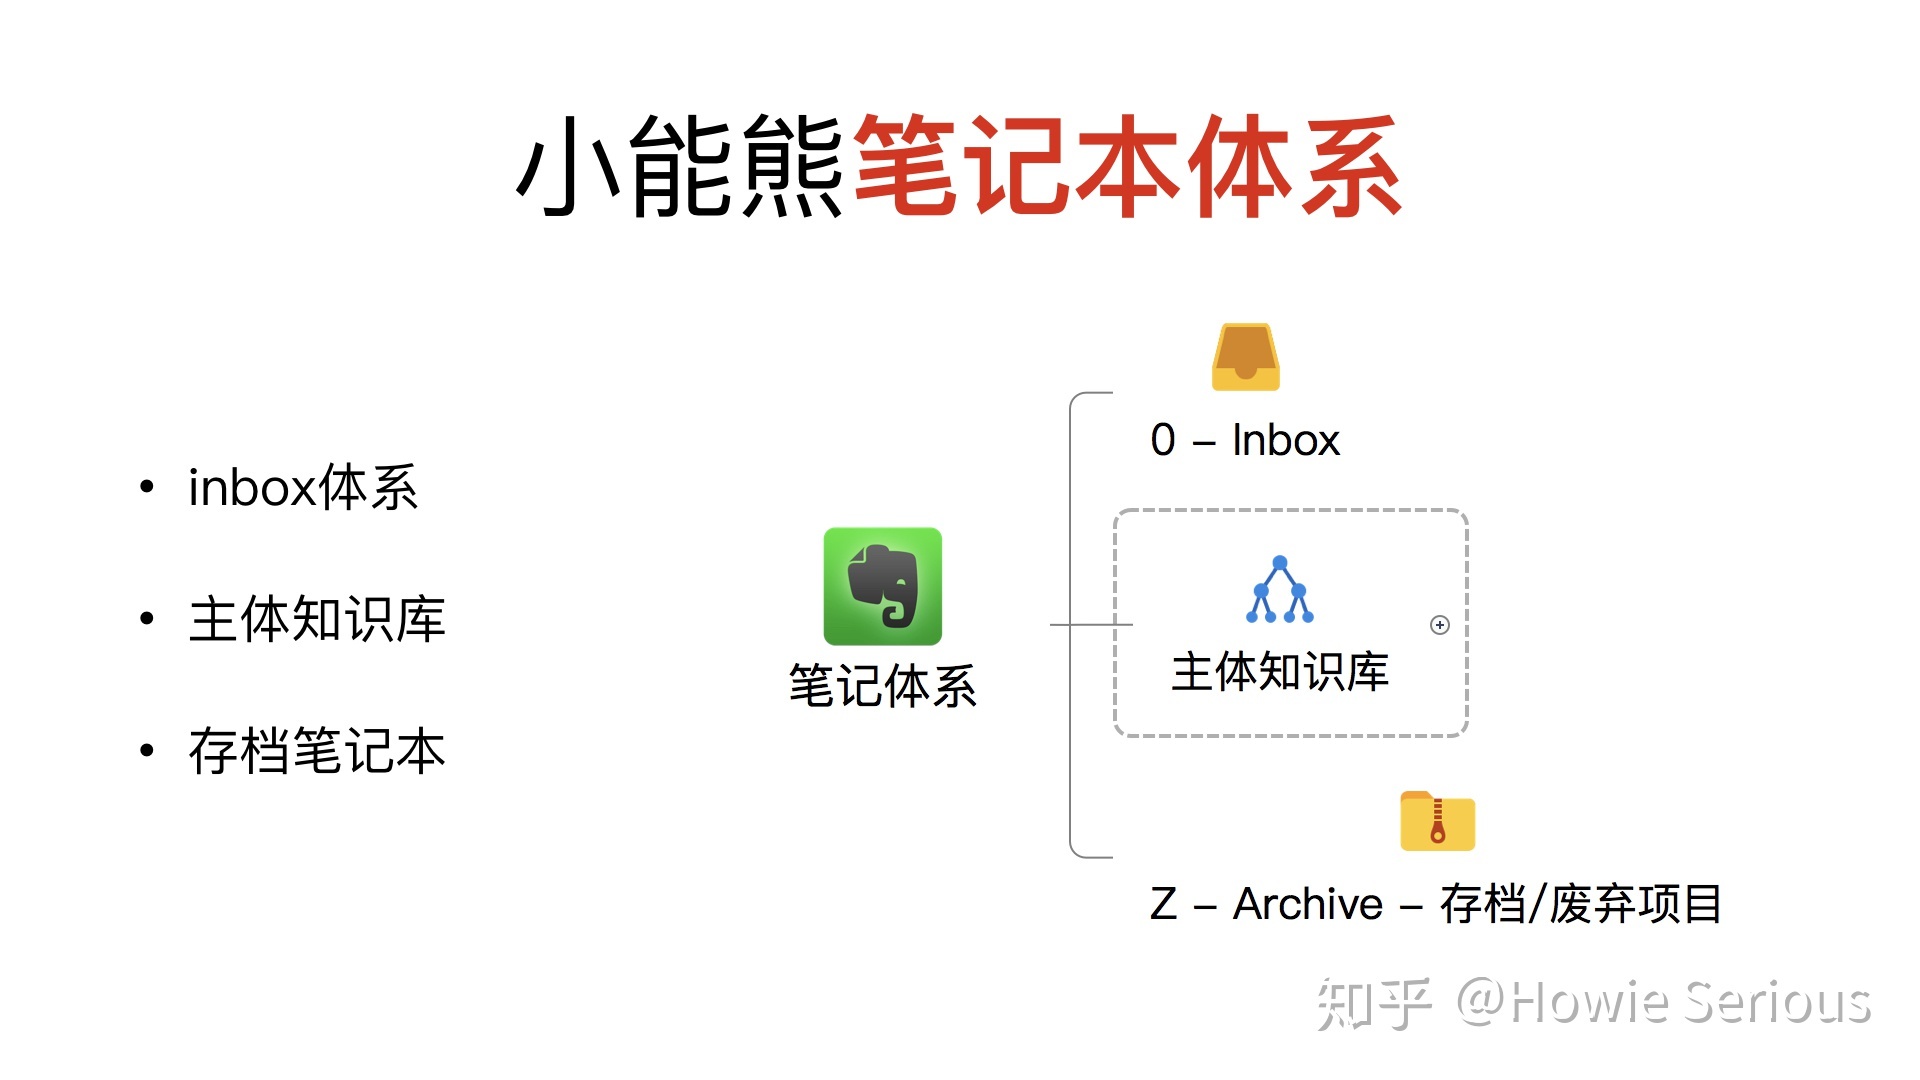 小能熊笔记本体系
• inbox体系
• 主体知识库
• 存档笔记本
笔记体系
0 – Inbox
主体知识库
Z – Archive – 存档/废弃项目
知乎 @Howie Serious